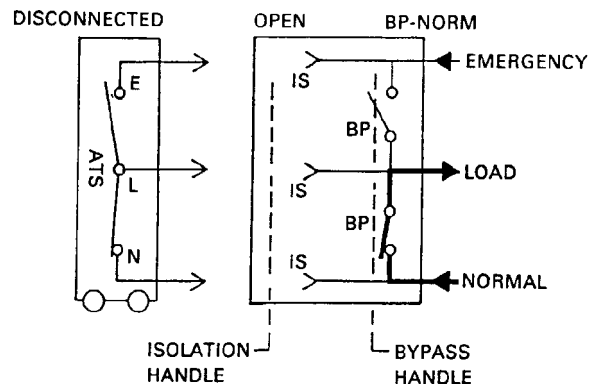 DISCONNECTED
OPEN
BP-NORM
EMERGENCY
E
IS
BP
ATS
L
IS
LOAD
BP
N
IS
NORMAL
ISOLATION
HANDLE
BYPASS
HANDLE